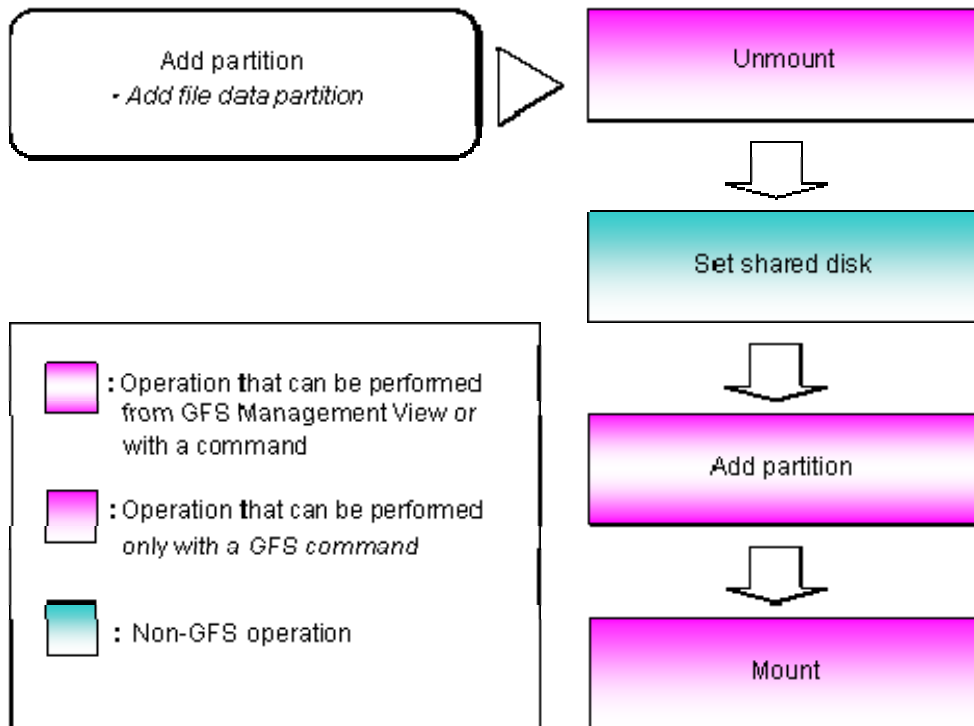 Add partition
・Add file data partition
Unmount
Set shared disk
Add partition
Mount
: Operation that can be performed
from GFS Management View or
with a command
: Operation that can be performed
only with a GFS command
: Non-GFS operation